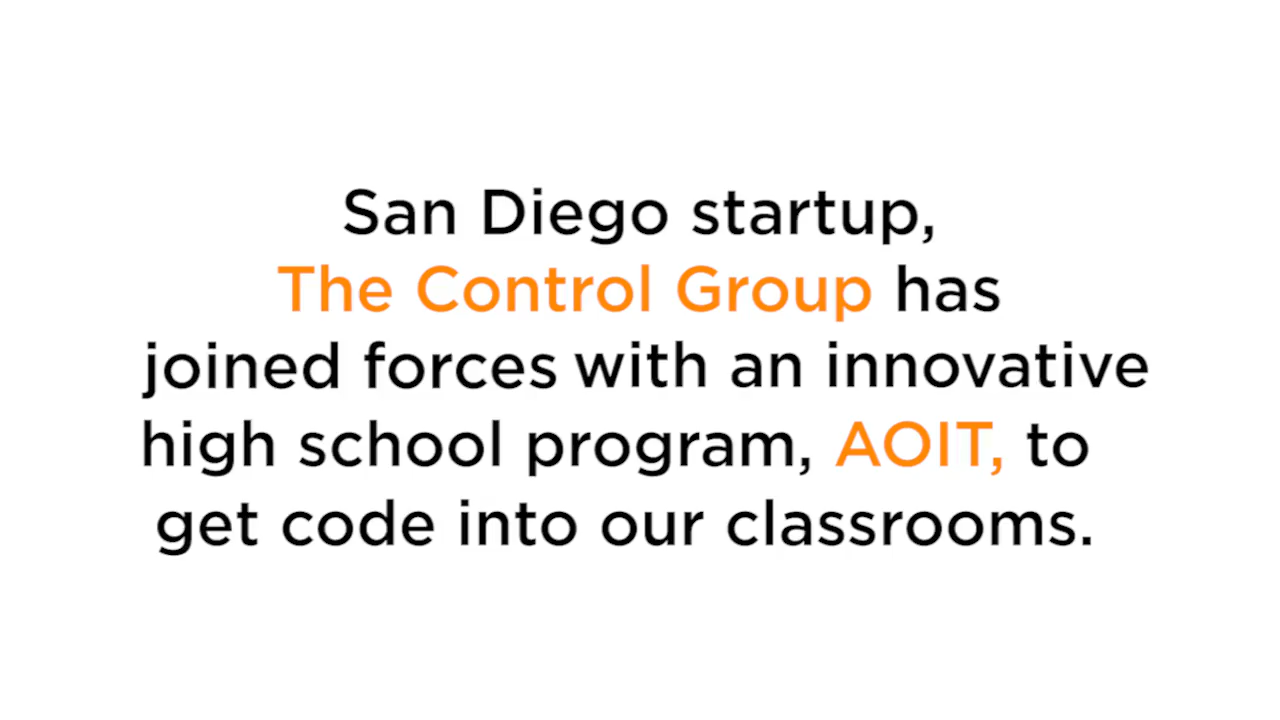 San Diego startup,
The Control Group has
joined forces with an innovative
high school program, AOIT, to
get code into our classrooms.